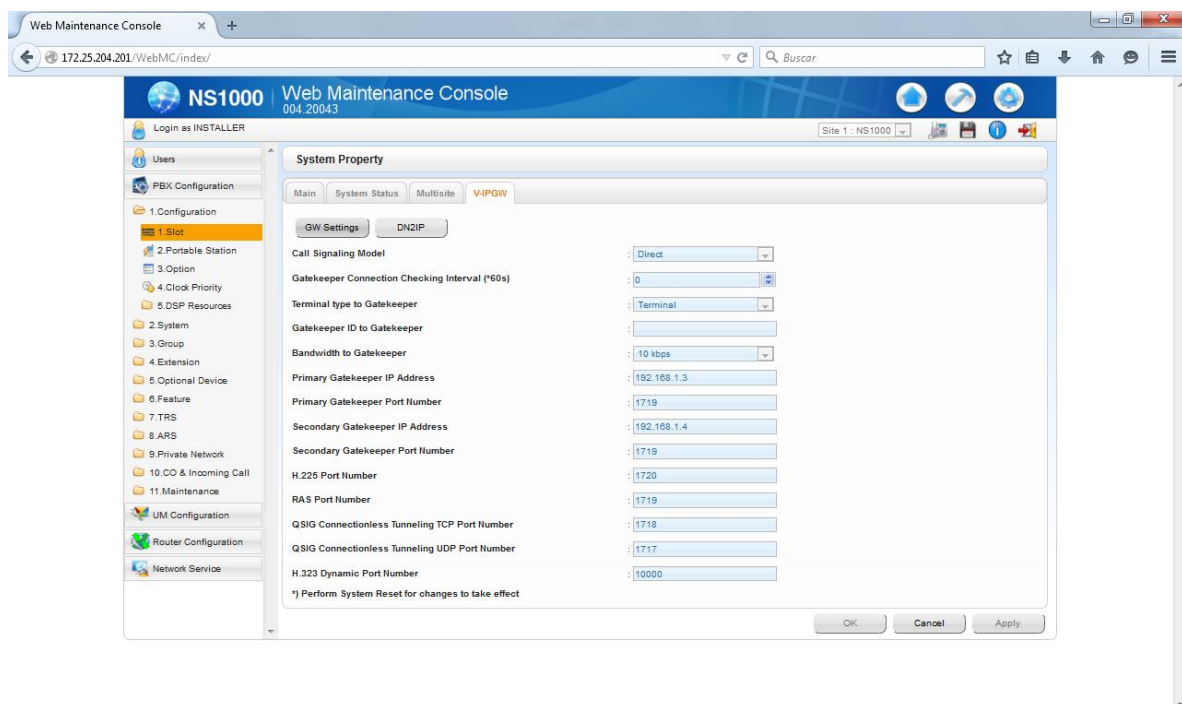 Web Maintenance Console × +
172.25.204.201/WebMC/index/
Buscar
NS1000
Web Maintenance Console
004.20043
Login as INSTALLER
Site 1 : NS1000
Users
PBX Configuration
1.Configuration
1.Slot
2.Portable Station
3.Option
4.Clock Priority
5.DSP Resources
2.System
3.Group
4.Extension
5.Optional Device
6.Feature
7.TRS
8.ARS
9.Private Network
10.CO & Incoming Call
11.Maintenance
UM Configuration
Router Configuration
Network Service
System Property
Main System Status Multisite V-IPGW
GW Settings DN2IP
Call Signaling Model : Direct
Gatekeeper Connection Checking Interval (*60s) : 0
Terminal type to Gatekeeper : Terminal
Gatekeeper ID to Gatekeeper :
Bandwidth to Gatekeeper : 10 kbps
Primary Gatekeeper IP Address : 192.168.1.3
Primary Gatekeeper Port Number : 1719
Secondary Gatekeeper IP Address : 192.168.1.4
Secondary Gatekeeper Port Number : 1719
H.225 Port Number : 1720
RAS Port Number : 1719
QSIG Connectionless Tunneling TCP Port Number : 1718
QSIG Connectionless Tunneling UDP Port Number : 1717
H.323 Dynamic Port Number : 10000
*) Perform System Reset for changes to take effect
OK Cancel Apply